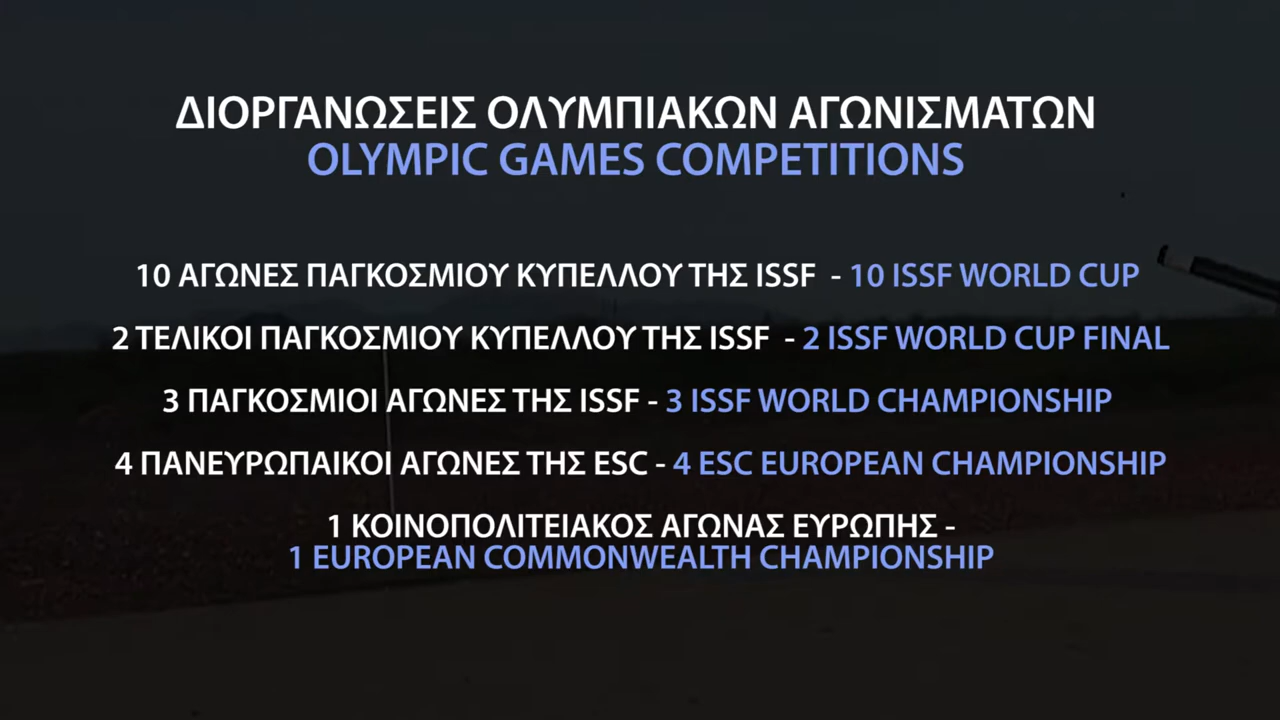 ΔΙΟΡΓΑΝΩΣΕΙΣ ΟΛΥΜΠΙΑΚΩΝ ΑΓΩΝΙΣΜΑΤΩΝ
OLYMPIC GAMES COMPETITIONS
10 ΑΓΩΝΕΣ ΠΑΓΚΟΣΜΙΟΥ ΚΥΠΕΛΛΟΥ ΤΗΣ ISSF - 10 ISSF WORLD CUP
2 ΤΕΛΙΚΟΙ ΠΑΓΚΟΣΜΙΟΥ ΚΥΠΕΛΛΟΥ ΤΗΣ ISSF - 2 ISSF WORLD CUP FINAL
3 ΠΑΓΚΟΣΜΙΟΙ ΑΓΩΝΕΣ ΤΗΣ ISSF - 3 ISSF WORLD CHAMPIONSHIP
4 ΠΑΝΕΥΡΩΠΑΙΚΟΙ ΑΓΩΝΕΣ ΤΗΣ ESC - 4 ESC EUROPEAN CHAMPIONSHIP
1 ΚΟΙΝΟΠΟΛΙΤΕΙΑΚΟΣ ΑΓΩΝΑΣ ΕΥΡΩΠΗΣ -
1 EUROPEAN COMMONWEALTH CHAMPIONSHIP